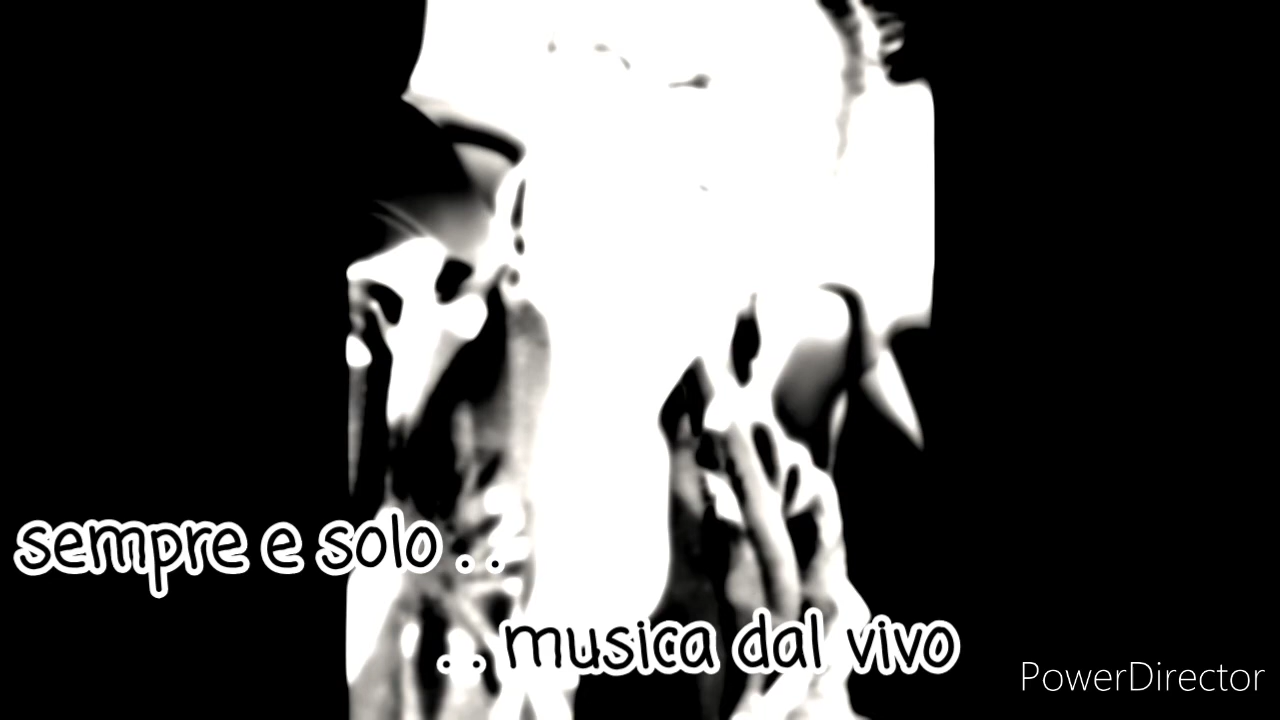 sempre e solo . .
. . musica dal vivo
PowerDirector